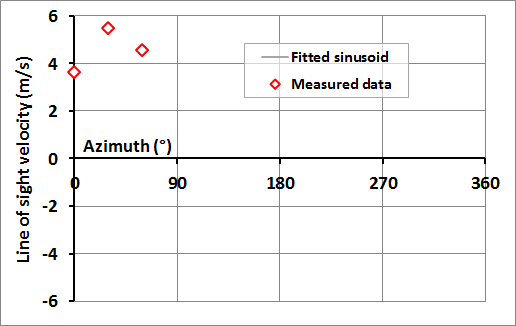 6
4
2
0
-2
-4
-6
Line of sight velocity (m/s)
Azimuth (°)
0 90 180 270 360
Fitted sinusoid
Measured data